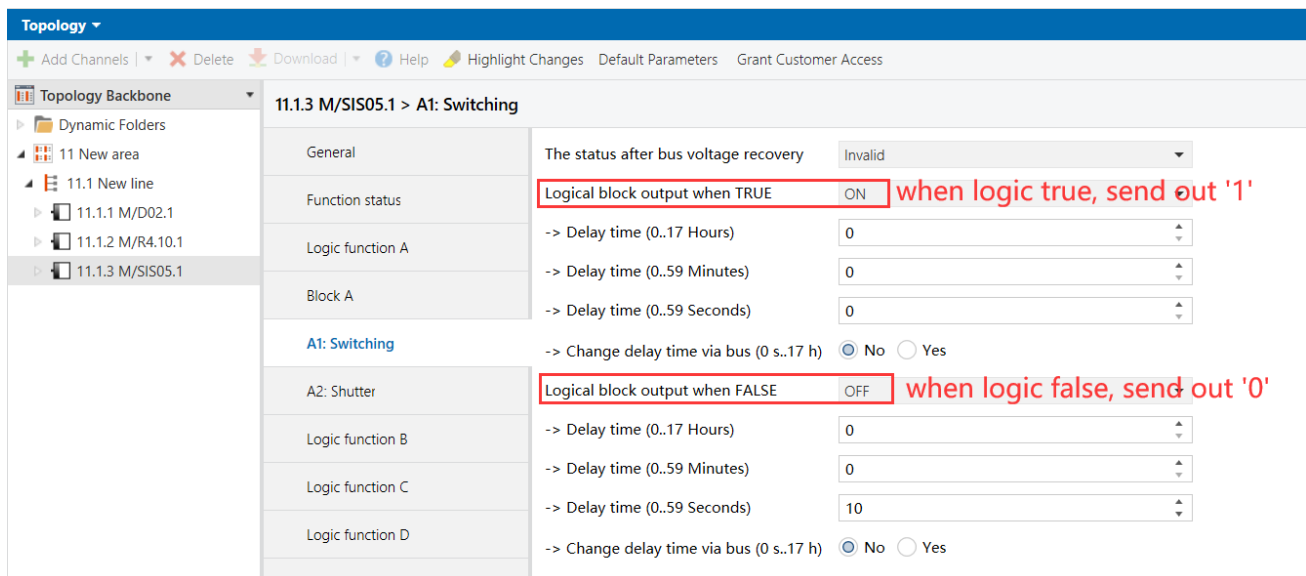 Topology
Add Channels Delete Download Help Highlight Changes Default Parameters Grant Customer Access
Topology Backbone
Dynamic Folders
11 New area
11.1 New line
11.1.1 M/D02.1
11.1.2 M/R4.10.1
11.1.3 M/SIS05.1
11.1.3 M/SIS05.1 > A1: Switching
General
Function status
Logic function A
Block A
A1: Switching
A2: Shutter
Logic function B
Logic function C
Logic function D
The status after bus voltage recovery Invalid
Logical block output when TRUE ON when logic true, send out '1'
-> Delay time (0..17 Hours) 0
-> Delay time (0..59 Minutes) 0
-> Delay time (0..59 Seconds) 0
-> Change delay time via bus (0 s..17 h) No Yes
Logical block output when FALSE OFF when logic false, send out '0'
-> Delay time (0..17 Hours) 0
-> Delay time (0..59 Minutes) 0
-> Delay time (0..59 Seconds) 10
-> Change delay time via bus (0 s..17 h) No Yes